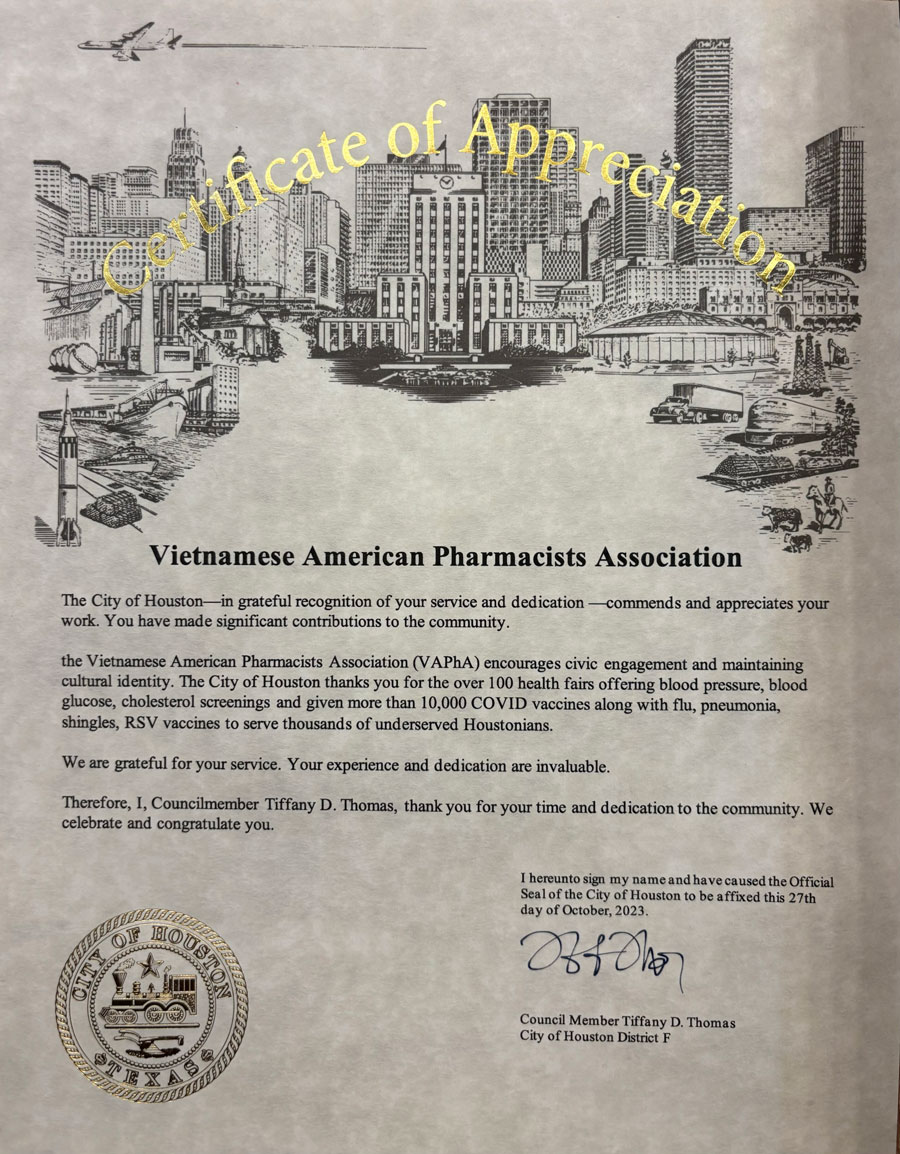 Certificate of Appreciation
Vietnamese American Pharmacists Association
The City of Houston—in grateful recognition of your service and dedication —commends and appreciates your
work. You have made significant contributions to the community.
the Vietnamese American Pharmacists Association (VAPhA) encourages civic engagement and maintaining
cultural identity. The City of Houston thanks you for the over 100 health fairs offering blood pressure, blood
glucose, cholesterol screenings and given more than 10,000 COVID vaccines along with flu, pneumonia,
shingles, RSV vaccines to serve thousands of underserved Houstonians.
We are grateful for your service. Your experience and dedication are invaluable.
Therefore, I, Councilmember Tiffany D. Thomas, thank you for your time and dedication to the community. We
celebrate and congratulate you.
I hereunto sign my name and have caused the Official
Seal of the City of Houston to be affixed this 27th
day of October, 2023.
Council Member Tiffany D. Thomas
City of Houston District F
CITY OF HOUSTON
TEXAS